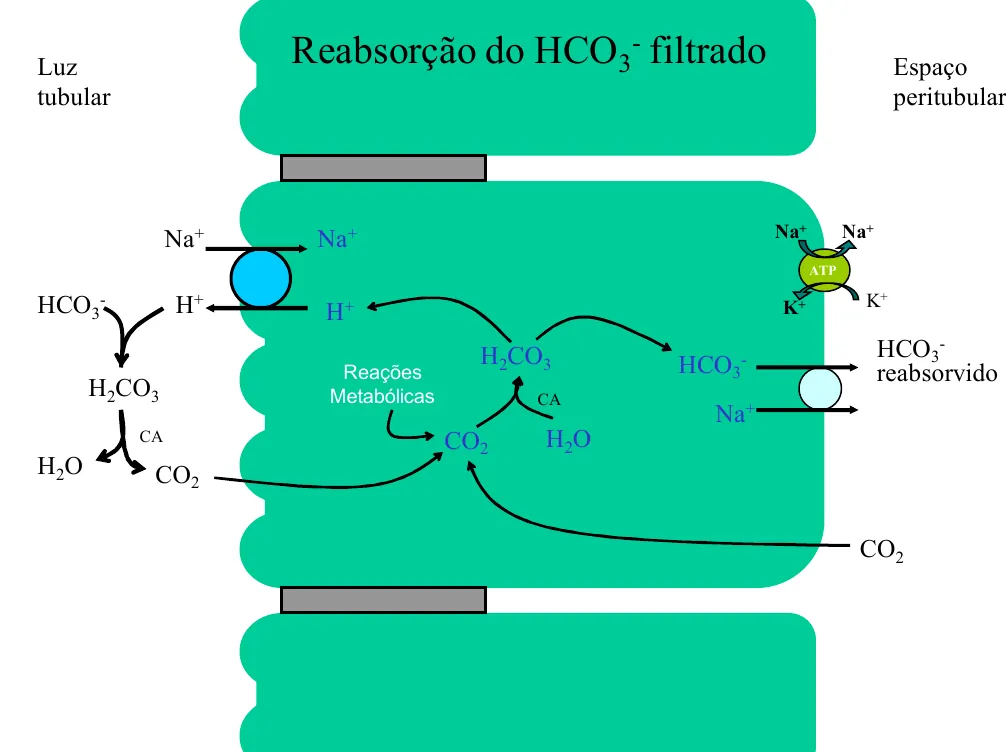 Reabsorção do HCO₃⁻ filtrado
Luz
tubular
Espaço
peritubular
Na⁺
Na⁺
Na⁺
Na⁺
ATP
K⁺
K⁺
HCO₃⁻
H⁺
H⁺
H₂CO₃
H₂CO₃
HCO₃⁻
HCO₃⁻
reabsorvido
Reações
Metabólicas
CA
Na⁺
CA
CO₂
H₂O
H₂O
CO₂
CO₂